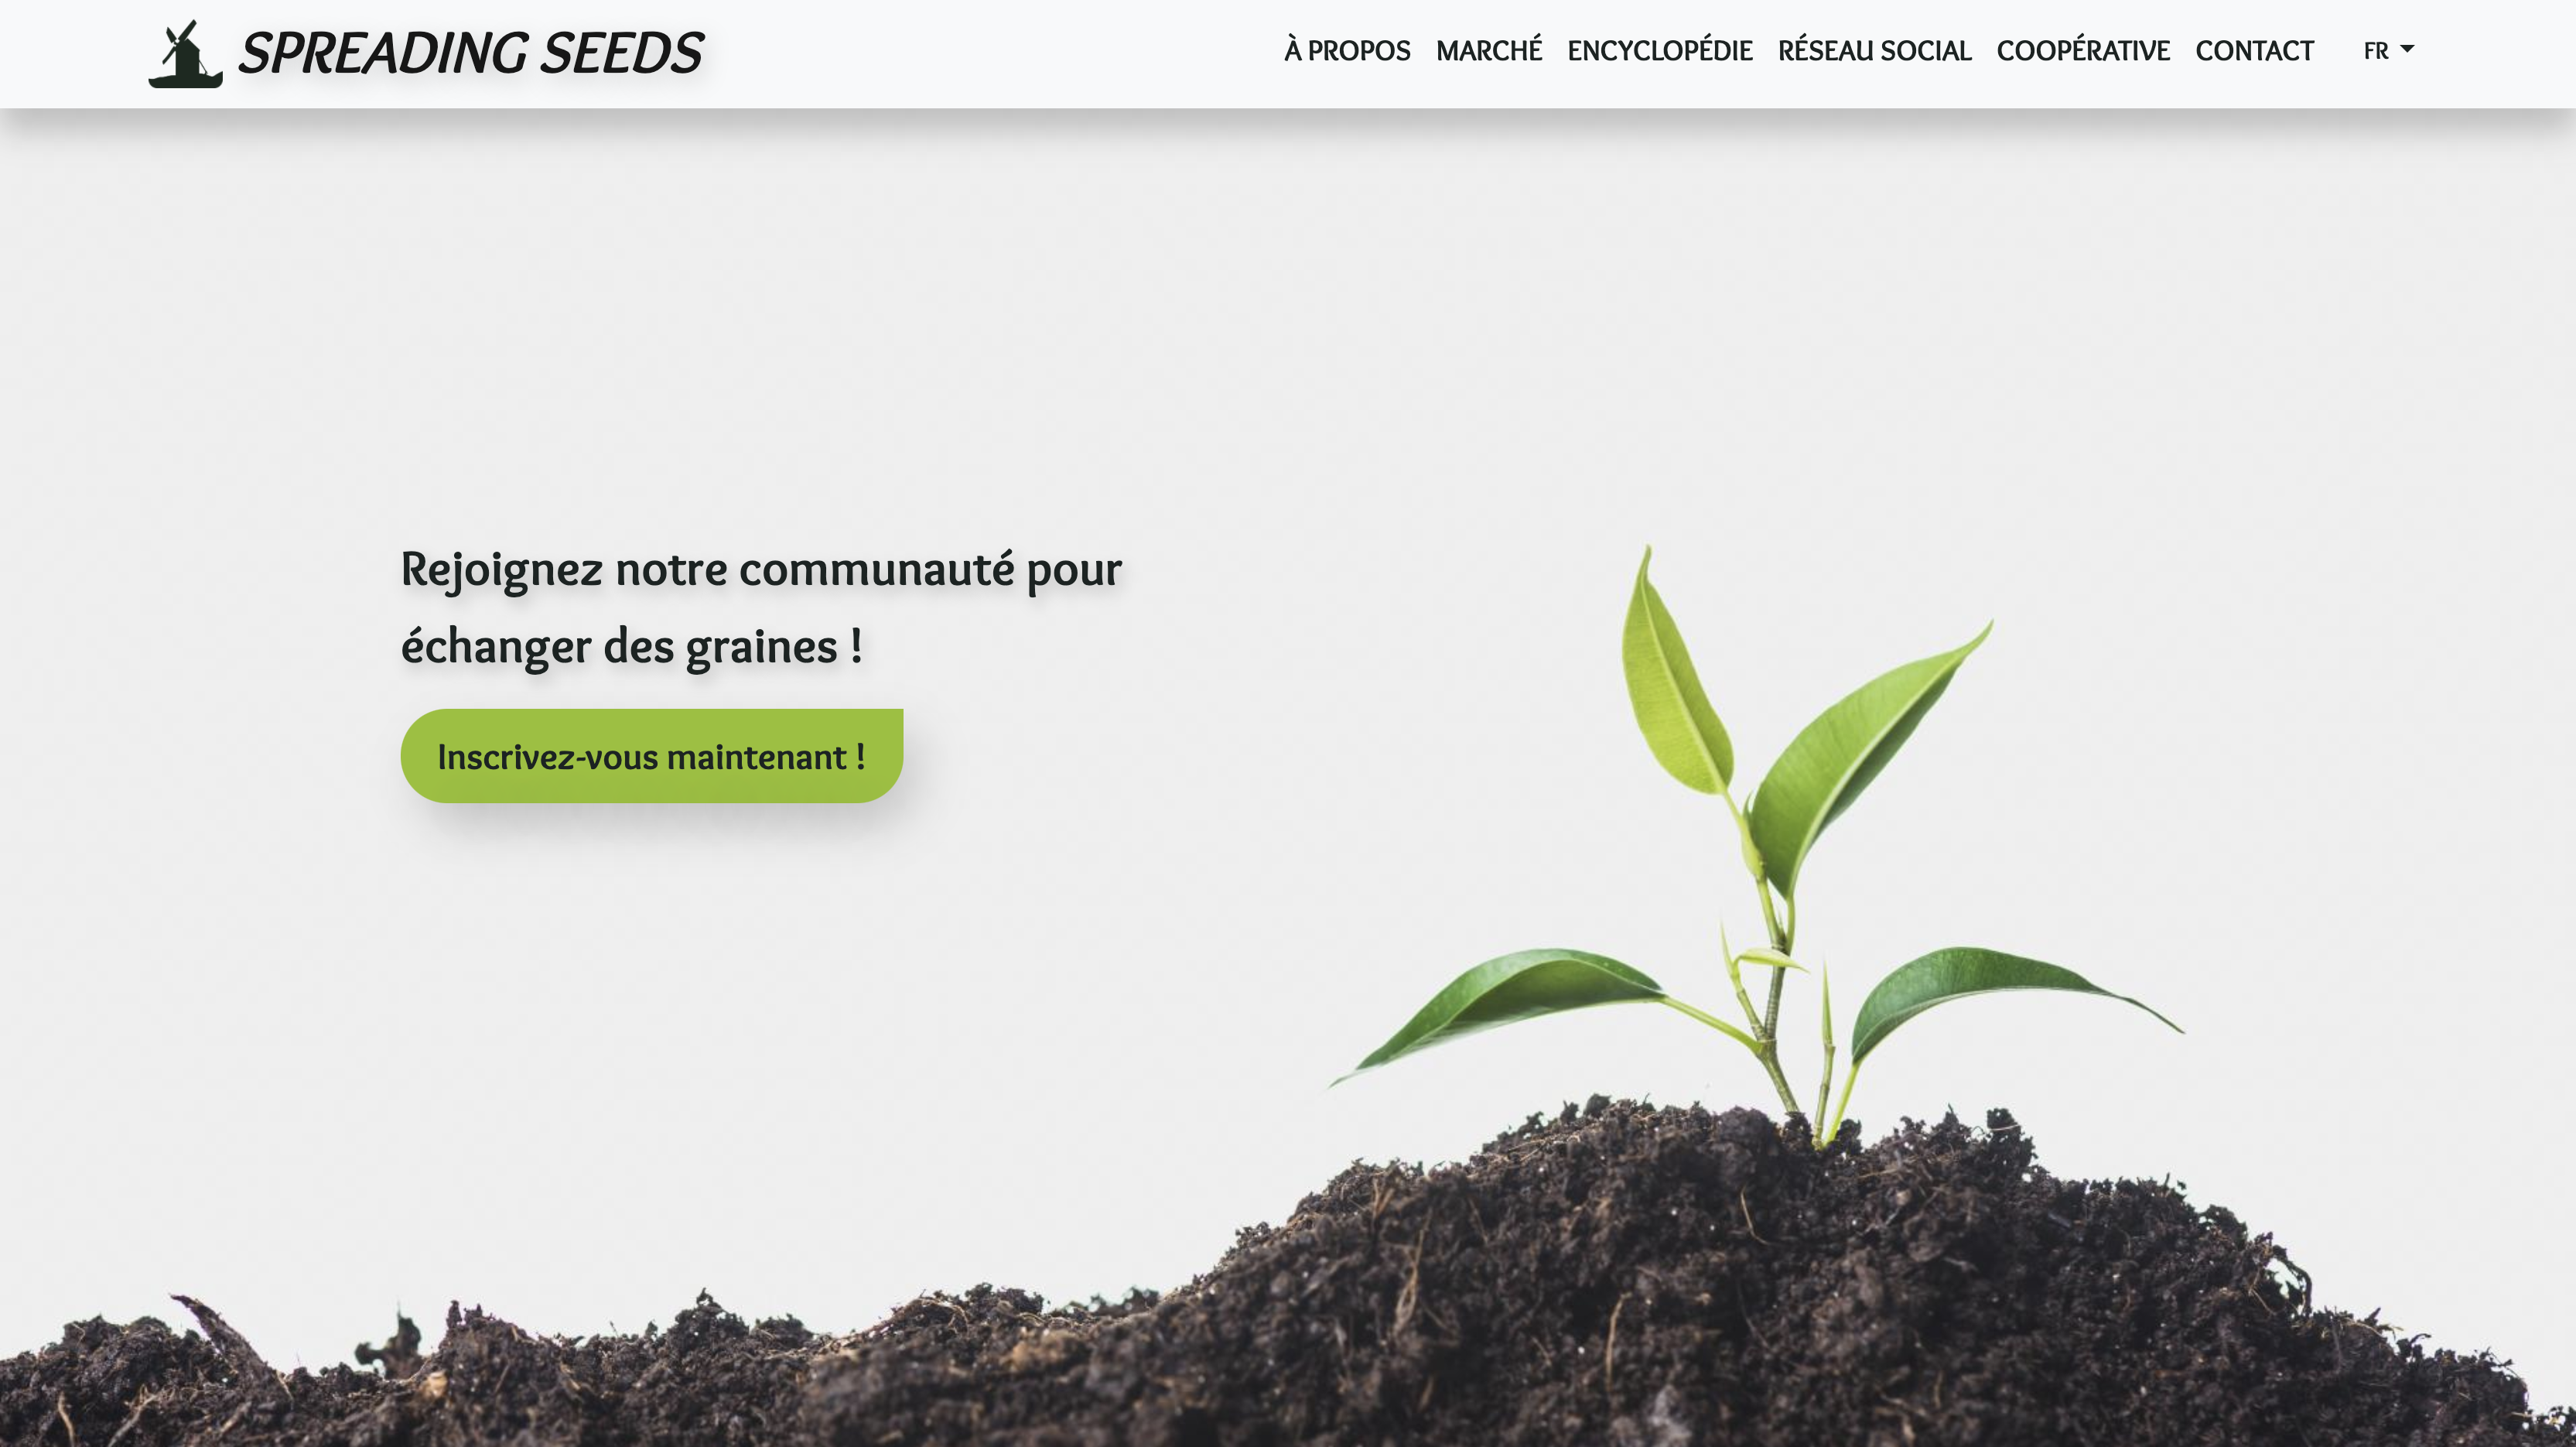 SPREADING SEEDS
À PROPOS MARCHÉ ENCYCLOPÉDIE RÉSEAU SOCIAL COOPÉRATIVE CONTACT FR
Rejoignez notre communauté pour
échanger des graines !
Inscrivez-vous maintenant !